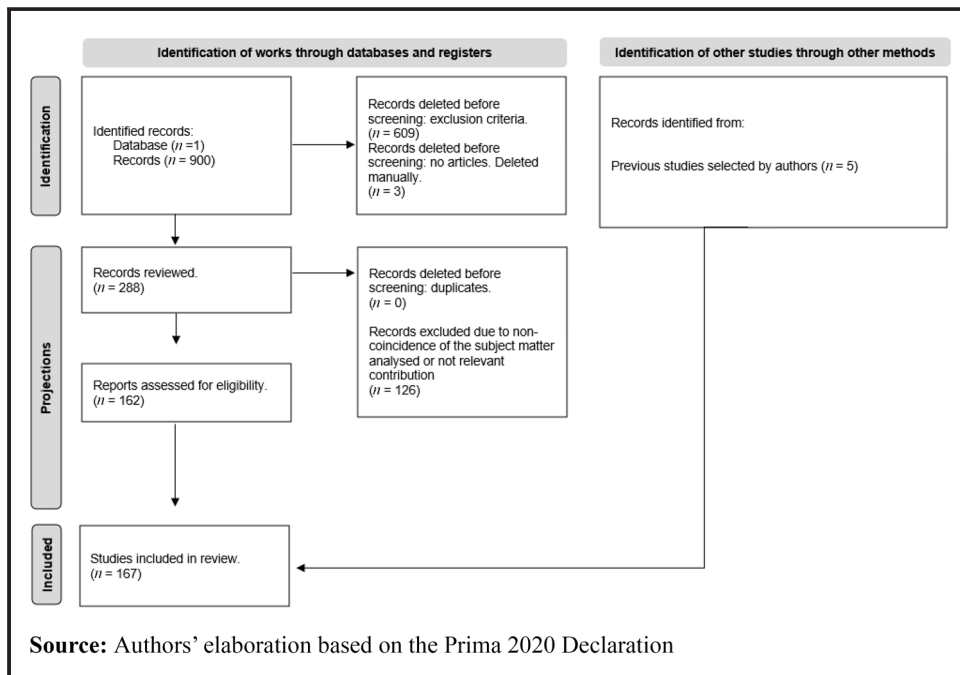 Identification of works through databases and registers
Identification of other studies through other methods
Identification
Identified records:
Database (n =1)
Records (n = 900)
Records deleted before
screening: exclusion criteria.
(n = 609)
Records deleted before
screening: no articles. Deleted
manually.
(n = 3)
Records identified from:
Previous studies selected by authors (n = 5)
Projections
Records reviewed.
(n = 288)
Records deleted before
screening: duplicates.
(n = 0)
Records excluded due to non-
coincidence of the subject matter
analysed or not relevant
contribution
(n = 126)
Reports assessed for eligibility.
(n = 162)
Included
Studies included in review.
(n = 167)
Source: Authors’ elaboration based on the Prima 2020 Declaration